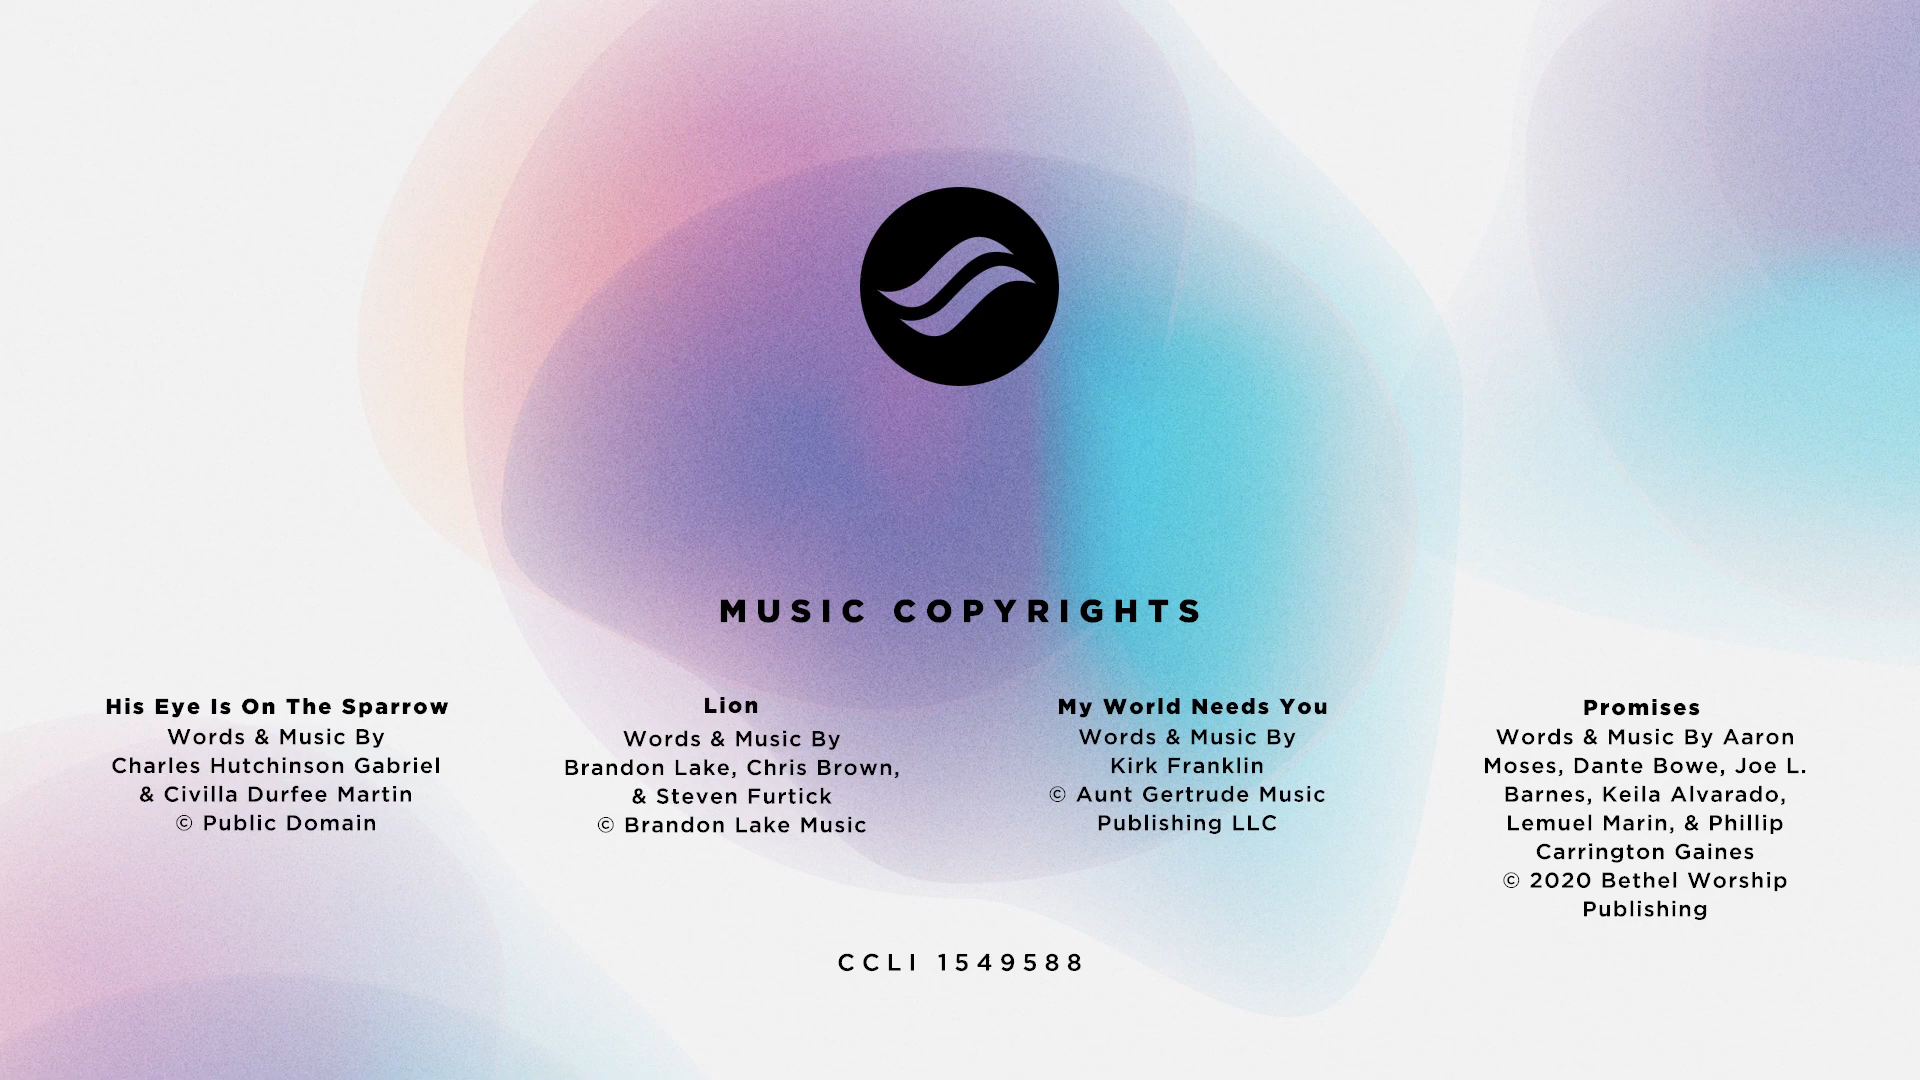 MUSIC COPYRIGHTS
His Eye Is On The Sparrow
Words & Music By
Charles Hutchinson Gabriel
& Civilla Durfee Martin
© Public Domain
Lion
Words & Music By
Brandon Lake, Chris Brown,
& Steven Furtick
© Brandon Lake Music
My World Needs You
Words & Music By
Kirk Franklin
© Aunt Gertrude Music
Publishing LLC
Promises
Words & Music By Aaron
Moses, Dante Bowe, Joe L.
Barnes, Keila Alvarado,
Lemuel Marin, & Phillip
Carrington Gaines
© 2020 Bethel Worship
Publishing
CCLI 1549588